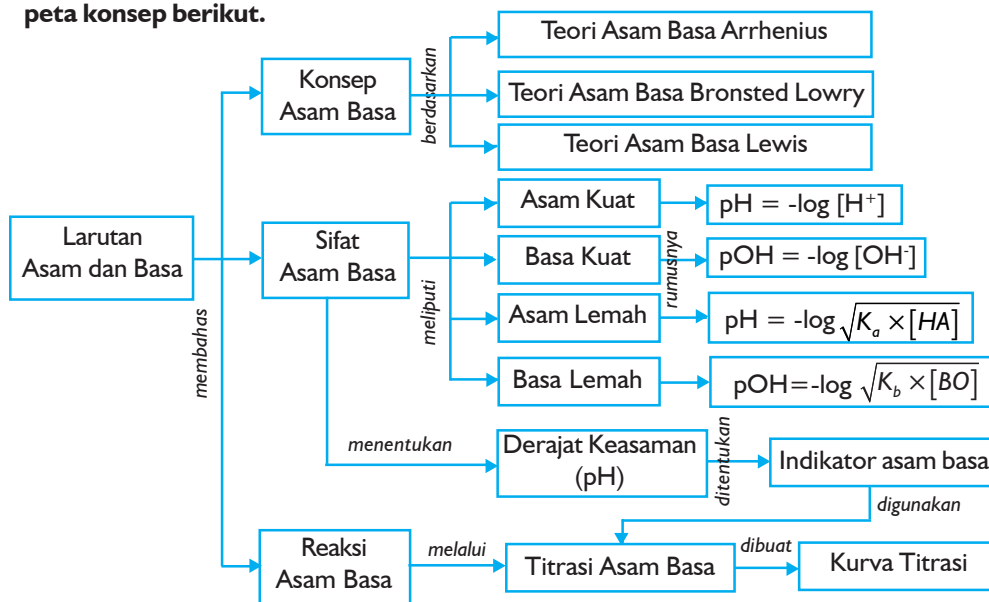 peta konsep berikut.
Teori Asam Basa Arrhenius
Konsep
Asam Basa
berdasarkan
Teori Asam Basa Bronsted Lowry
Teori Asam Basa Lewis
Larutan
Asam dan Basa
membahas
Sifat
Asam Basa
meliputi
Asam Kuat
rumusnya
pH = -log [H⁺]
Basa Kuat
pOH = -log [OH⁻]
Asam Lemah
pH = -log √(Kₐ × [HA])
Basa Lemah
pOH=-log √(K_b × [BO])
menentukan
Derajat Keasaman
(pH)
ditentukan
Indikator asam basa
digunakan
Reaksi
Asam Basa
melalui
Titrasi Asam Basa
dibuat
Kurva Titrasi